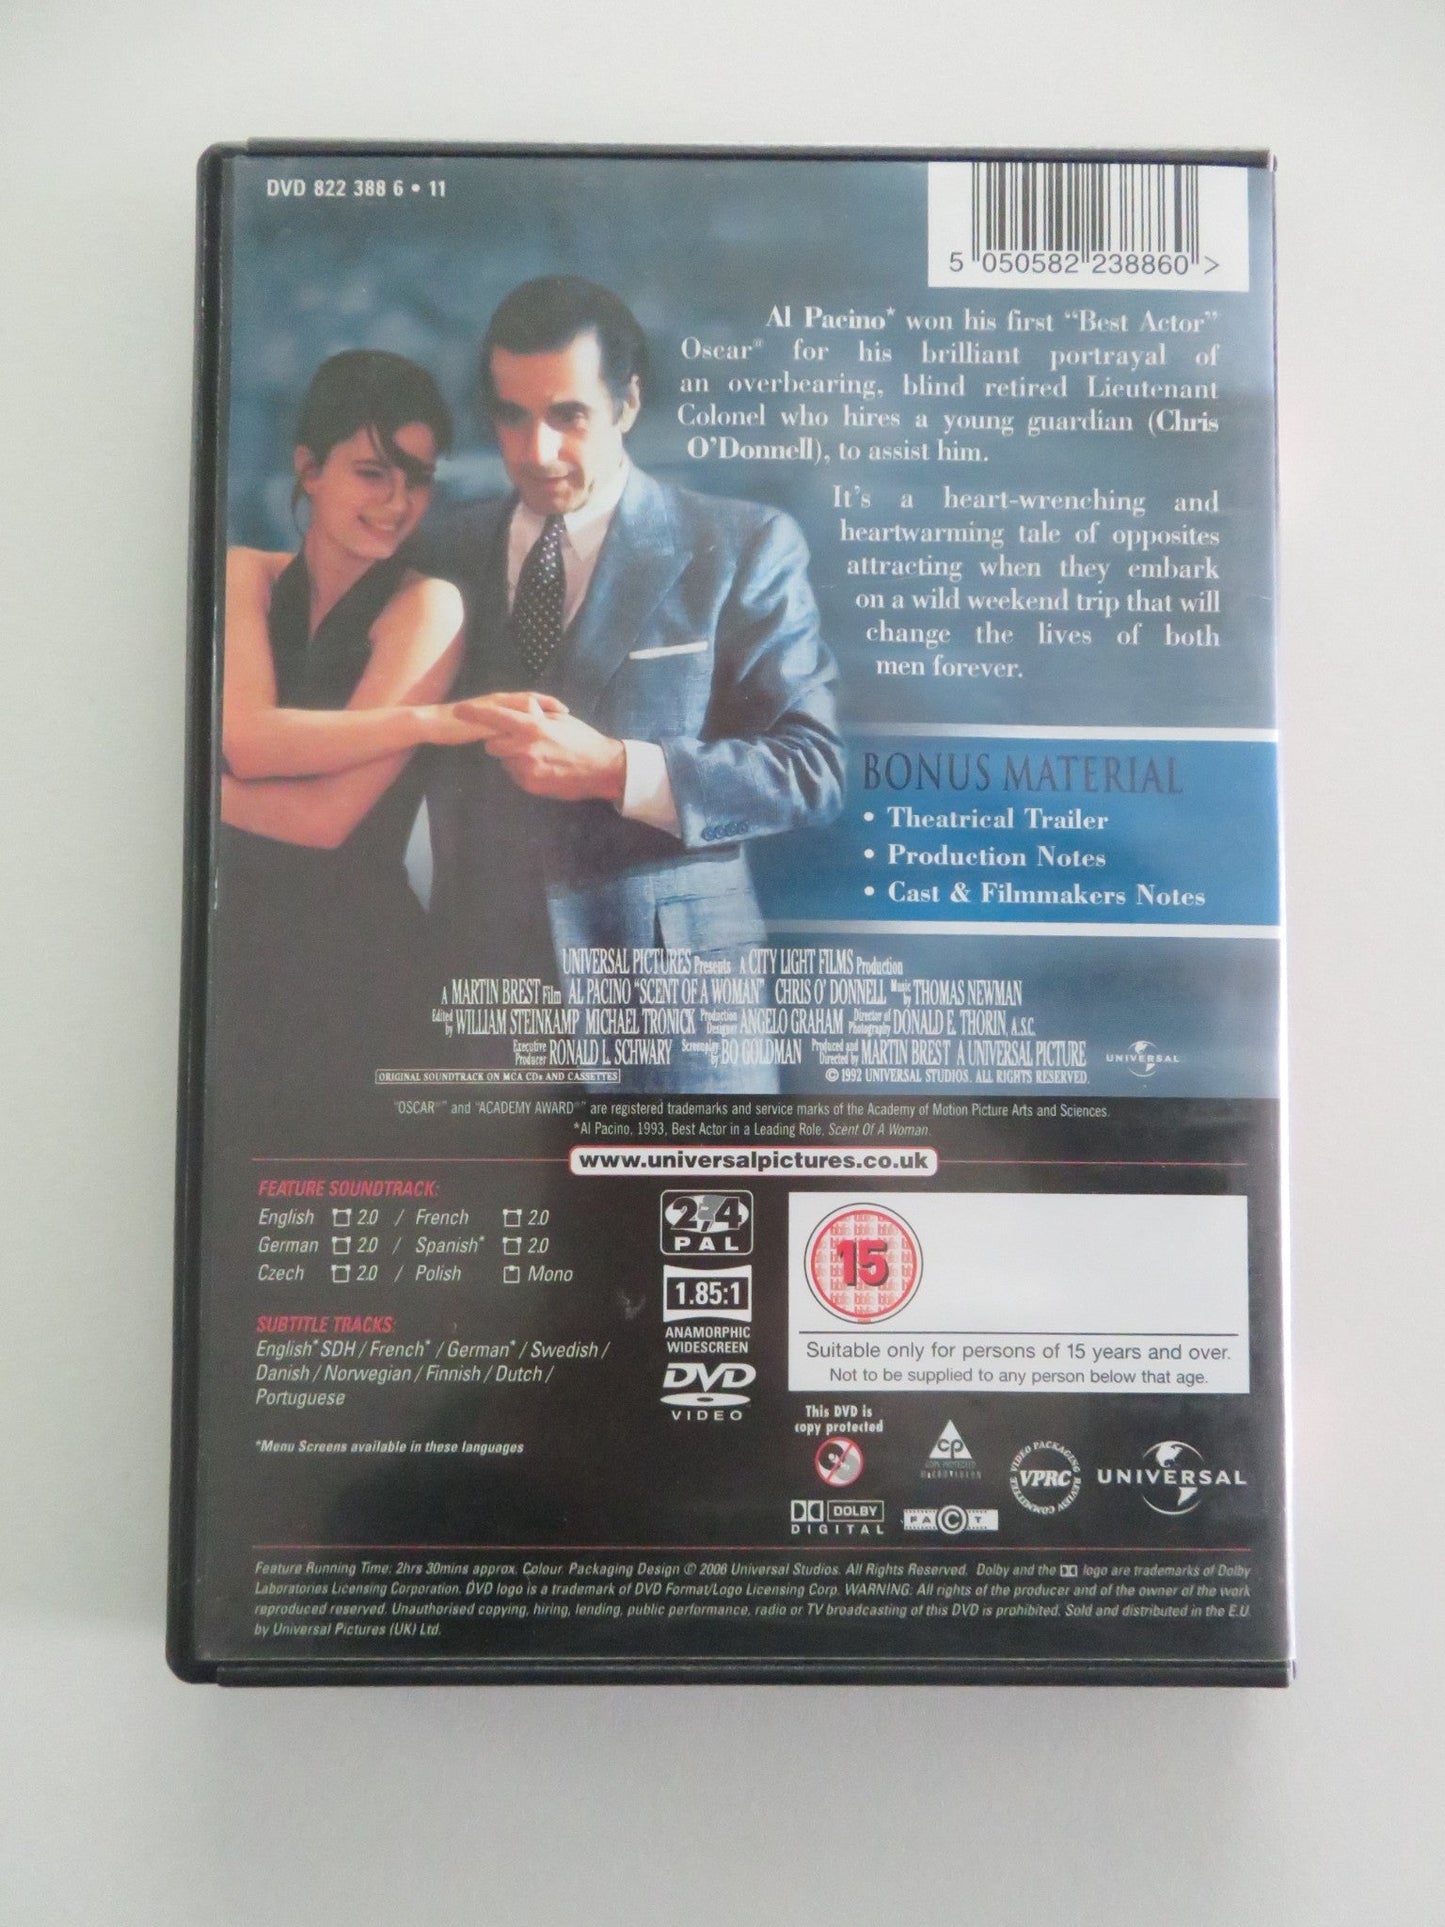 DVD 822 388 6 • 11
5 050582 238860 >
Al Pacino* won his first “Best Actor”
Oscar® for his brilliant portrayal of
an overbearing, blind retired Lieutenant
Colonel who hires a young guardian (Chris
O’Donnell), to assist him.
It’s a heart-wrenching and
heartwarming tale of opposites
attracting when they embark
on a wild weekend trip that will
change the lives of both
men forever.
BONUS MATERIAL
• Theatrical Trailer
• Production Notes
• Cast & Filmmakers Notes
UNIVERSAL PICTURES Presents A CITY LIGHT FILMS Production
A MARTIN BREST Film AL PACINO “SCENT OF A WOMAN” CHRIS O’ DONNELL Music by THOMAS NEWMAN
Edited by WILLIAM STEINKAMP MICHAEL TRONICK Production Designer ANGELO GRAHAM Director of Photography DONALD E. THORIN, A.S.C.
Executive Producer RONALD L. SCHWARY Screenplay by BO GOLDMAN Produced and Directed by MARTIN BREST A UNIVERSAL PICTURE
UNIVERSAL
ORIGINAL SOUNDTRACK ON MCA CDs AND CASSETTES
© 1992 UNIVERSAL STUDIOS. ALL RIGHTS RESERVED.
“OSCAR®” and “ACADEMY AWARD®” are registered trademarks and service marks of the Academy of Motion Picture Arts and Sciences.
*Al Pacino, 1993, Best Actor in a Leading Role, Scent Of A Woman.
www.universalpictures.co.uk
FEATURE SOUNDTRACK:
English 2.0 / French 2.0
German 2.0 / Spanish* 2.0
Czech 2.0 / Polish Mono
SUBTITLE TRACKS:
English* SDH / French* / German* / Swedish /
Danish / Norwegian / Finnish / Dutch /
Portuguese
*Menu Screens available in these languages
2 4
PAL
1.85:1
ANAMORPHIC
WIDESCREEN
DVD
VIDEO
15
Suitable only for persons of 15 years and over.
Not to be supplied to any person below that age.
This DVD is
copy protected
CP
COPY PROTECTED
MACROVISION
VIDEO PACKAGING REVIEW COMMITTEE
VPRC
UNIVERSAL
DOLBY
DIGITAL
FACT
Feature Running Time: 2hrs 30mins approx. Colour. Packaging Design © 2006 Universal Studios. All Rights Reserved. Dolby and the logo are trademarks of Dolby
Laboratories Licensing Corporation. DVD logo is a trademark of DVD Format/Logo Licensing Corp. WARNING: All rights of the producer and of the owner of the work
reproduced reserved. Unauthorised copying, hiring, lending, public performance, radio or TV broadcasting of this DVD is prohibited. Sold and distributed in the E.U.
by Universal Pictures (UK) Ltd.